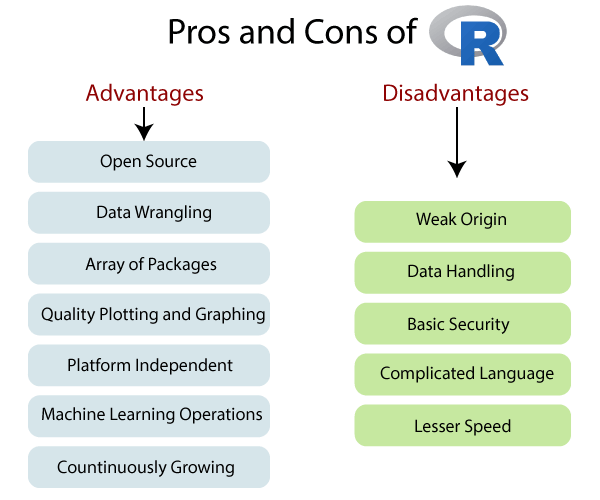 Pros and Cons of R
Advantages
Open Source
Data Wrangling
Array of Packages
Quality Plotting and Graphing
Platform Independent
Machine Learning Operations
Countinuously Growing
Disadvantages
Weak Origin
Data Handling
Basic Security
Complicated Language
Lesser Speed